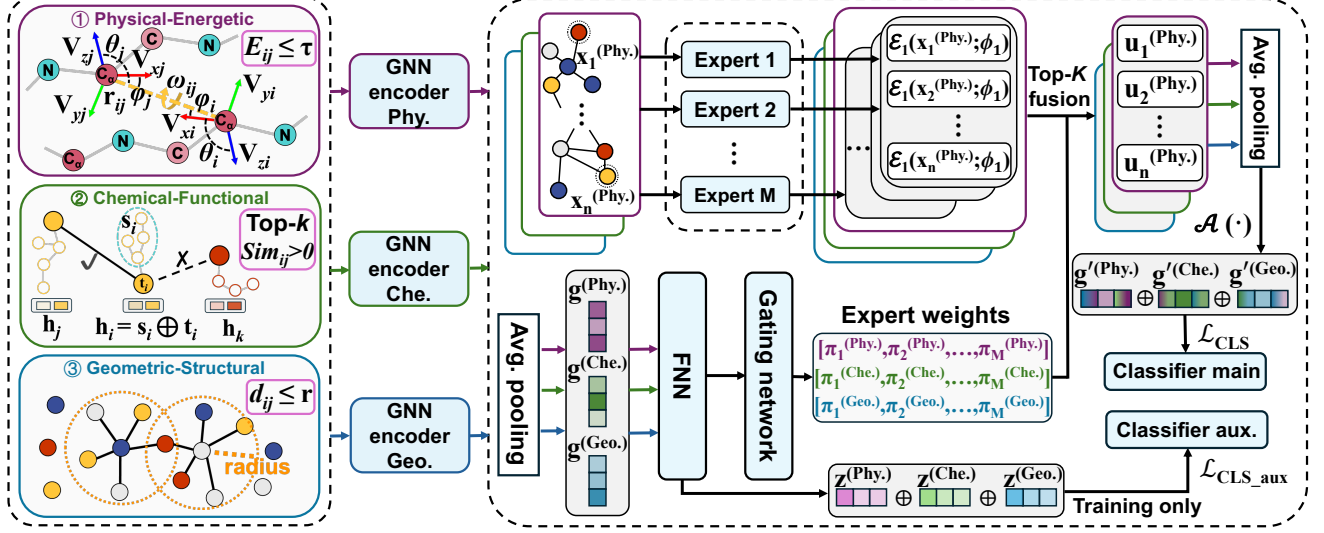 ① Physical-Energetic
E_ij ≤ τ
V_zj
θ_j
V_xj
C
N
N
C_α
r_ij
φ_j
ω_ij
φ_i
V_yi
V_yj
V_xi
C_α
N
θ_i
V_zi
C_α
N
C
② Chemical-Functional
s_i
Top-k
Sim_ij>0
✓
X
t_i
h_j
h_i = s_i ⊕ t_i
h_k
③ Geometric-Structural
d_ij ≤ r
radius
GNN
encoder
Phy.
GNN
encoder
Che.
GNN
encoder
Geo.
x_1^(Phy.)
x_n^(Phy.)
Expert 1
Expert 2
Expert M
ℰ_1(x_1^(Phy.);ϕ_1)
ℰ_1(x_2^(Phy.);ϕ_1)
ℰ_1(x_n^(Phy.);ϕ_1)
Top-K
fusion
u_1^(Phy.)
u_2^(Phy.)
u_n^(Phy.)
Avg. pooling
𝒜 (·)
g′^(Phy.) g′^(Che.) g′^(Geo.)
⊕ ⊕
ℒ_CLS
Classifier main
Avg. pooling
g^(Phy.)
g^(Che.)
g^(Geo.)
FNN
Gating network
Expert weights
[π_1^(Phy.),π_2^(Phy.),…,π_M^(Phy.)]
[π_1^(Che.),π_2^(Che.),…,π_M^(Che.)]
[π_1^(Geo.),π_2^(Geo.),…,π_M^(Geo.)]
Classifier aux.
ℒ_CLS_aux
z^(Phy.) z^(Che.) z^(Geo.)
⊕ ⊕
Training only